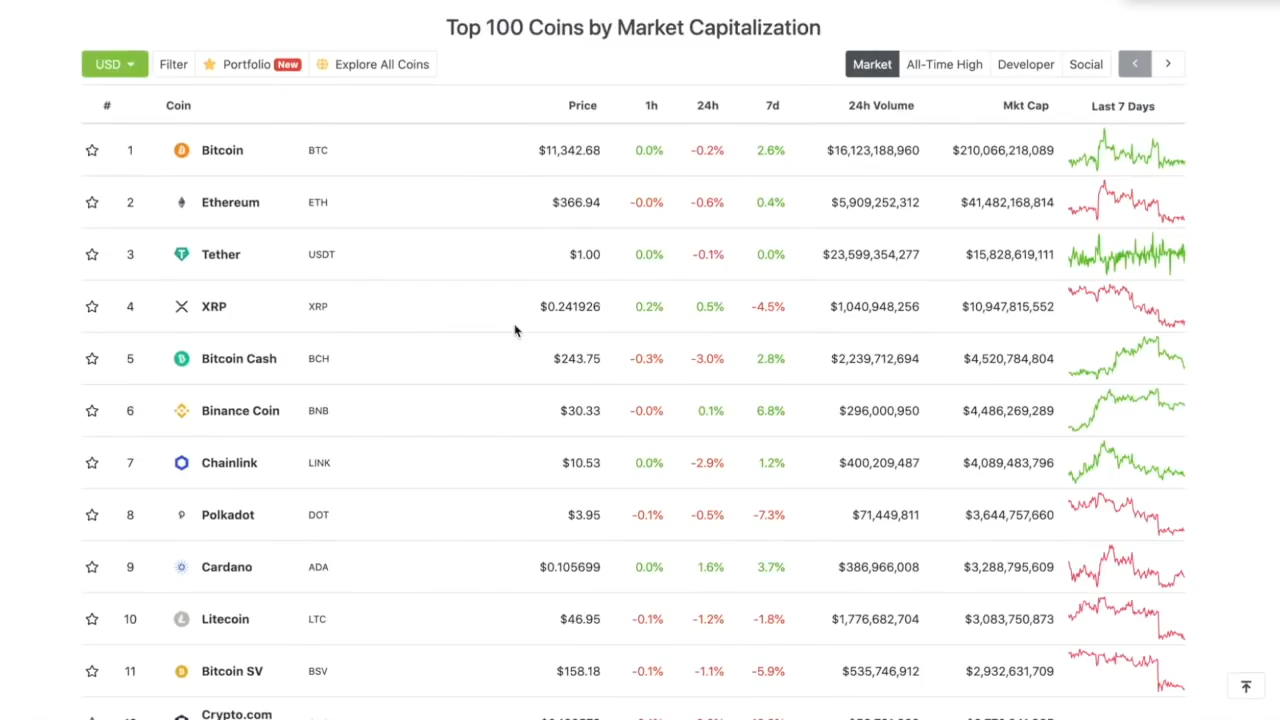 Top 100 Coins by Market Capitalization
USD Filter Portfolio New Explore All Coins Market All-Time High Developer Social
# Coin Price 1h 24h 7d 24h Volume Mkt Cap Last 7 Days
1 Bitcoin BTC $11,342.68 0.0% -0.2% 2.6% $16,123,188,960 $210,066,218,089
2 Ethereum ETH $366.94 -0.0% -0.6% 0.4% $5,909,252,312 $41,482,168,814
3 Tether USDT $1.00 0.0% -0.1% 0.0% $23,599,354,277 $15,828,619,111
4 XRP XRP $0.241926 0.2% 0.5% -4.5% $1,040,948,256 $10,947,815,552
5 Bitcoin Cash BCH $243.75 -0.3% -3.0% 2.8% $2,239,712,694 $4,520,784,804
6 Binance Coin BNB $30.33 -0.0% 0.1% 6.8% $296,000,950 $4,486,269,289
7 Chainlink LINK $10.53 0.0% -2.9% 1.2% $400,209,487 $4,089,483,796
8 Polkadot DOT $3.95 -0.1% -0.5% -7.3% $71,449,811 $3,644,757,660
9 Cardano ADA $0.105699 0.0% 1.6% 3.7% $386,966,008 $3,288,795,609
10 Litecoin LTC $46.95 -0.1% -1.2% -1.8% $1,776,682,704 $3,083,750,873
11 Bitcoin SV BSV $158.18 -0.1% -1.1% -5.9% $535,746,912 $2,932,631,709
Crypto.com